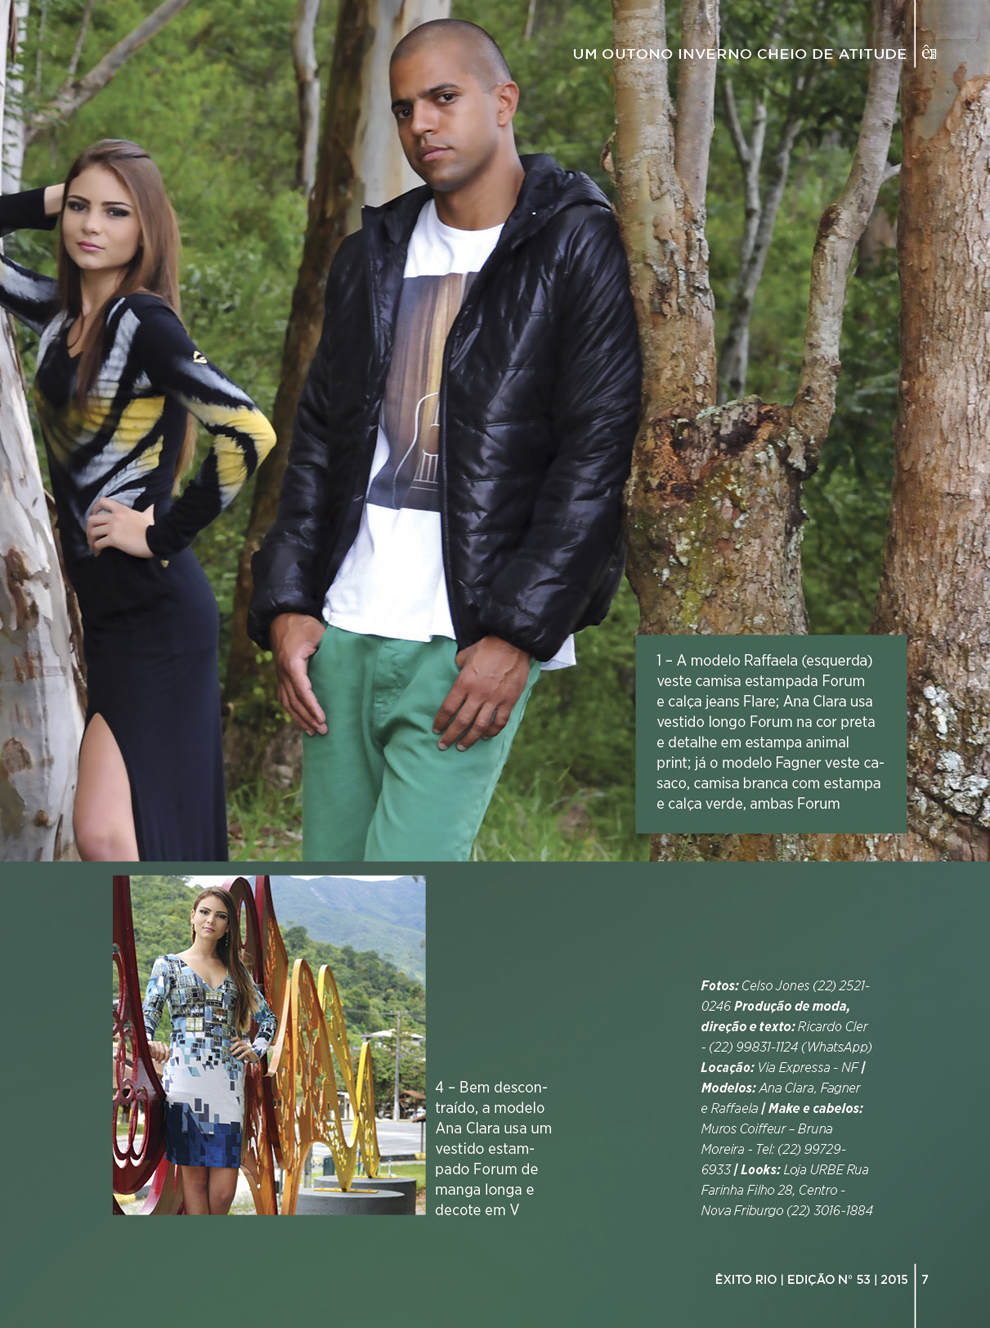 UM OUTONO INVERNO CHEIO DE ATITUDE
1 – A modelo Raffaela (esquerda)
veste camisa estampada Forum
e calça jeans Flare; Ana Clara usa
vestido longo Forum na cor preta
e detalhe em estampa animal
print; já o modelo Fagner veste ca-
saco, camisa branca com estampa
e calça verde, ambas Forum
4 – Bem descon-
traído, a modelo
Ana Clara usa um
vestido estam-
pado Forum de
manga longa e
decote em V
Fotos: Celso Jones (22) 2521-
0246 Produção de moda,
direção e texto: Ricardo Cler
- (22) 99831-1124 (WhatsApp)
Locação: Via Expressa - NF |
Modelos: Ana Clara, Fagner
e Raffaela | Make e cabelos:
Muros Coiffeur – Bruna
Moreira - Tel: (22) 99729-
6933 | Looks: Loja URBE Rua
Farinha Filho 28, Centro -
Nova Friburgo (22) 3016-1884
ÊXITO RIO | EDIÇÃO N° 53 | 2015 | 7